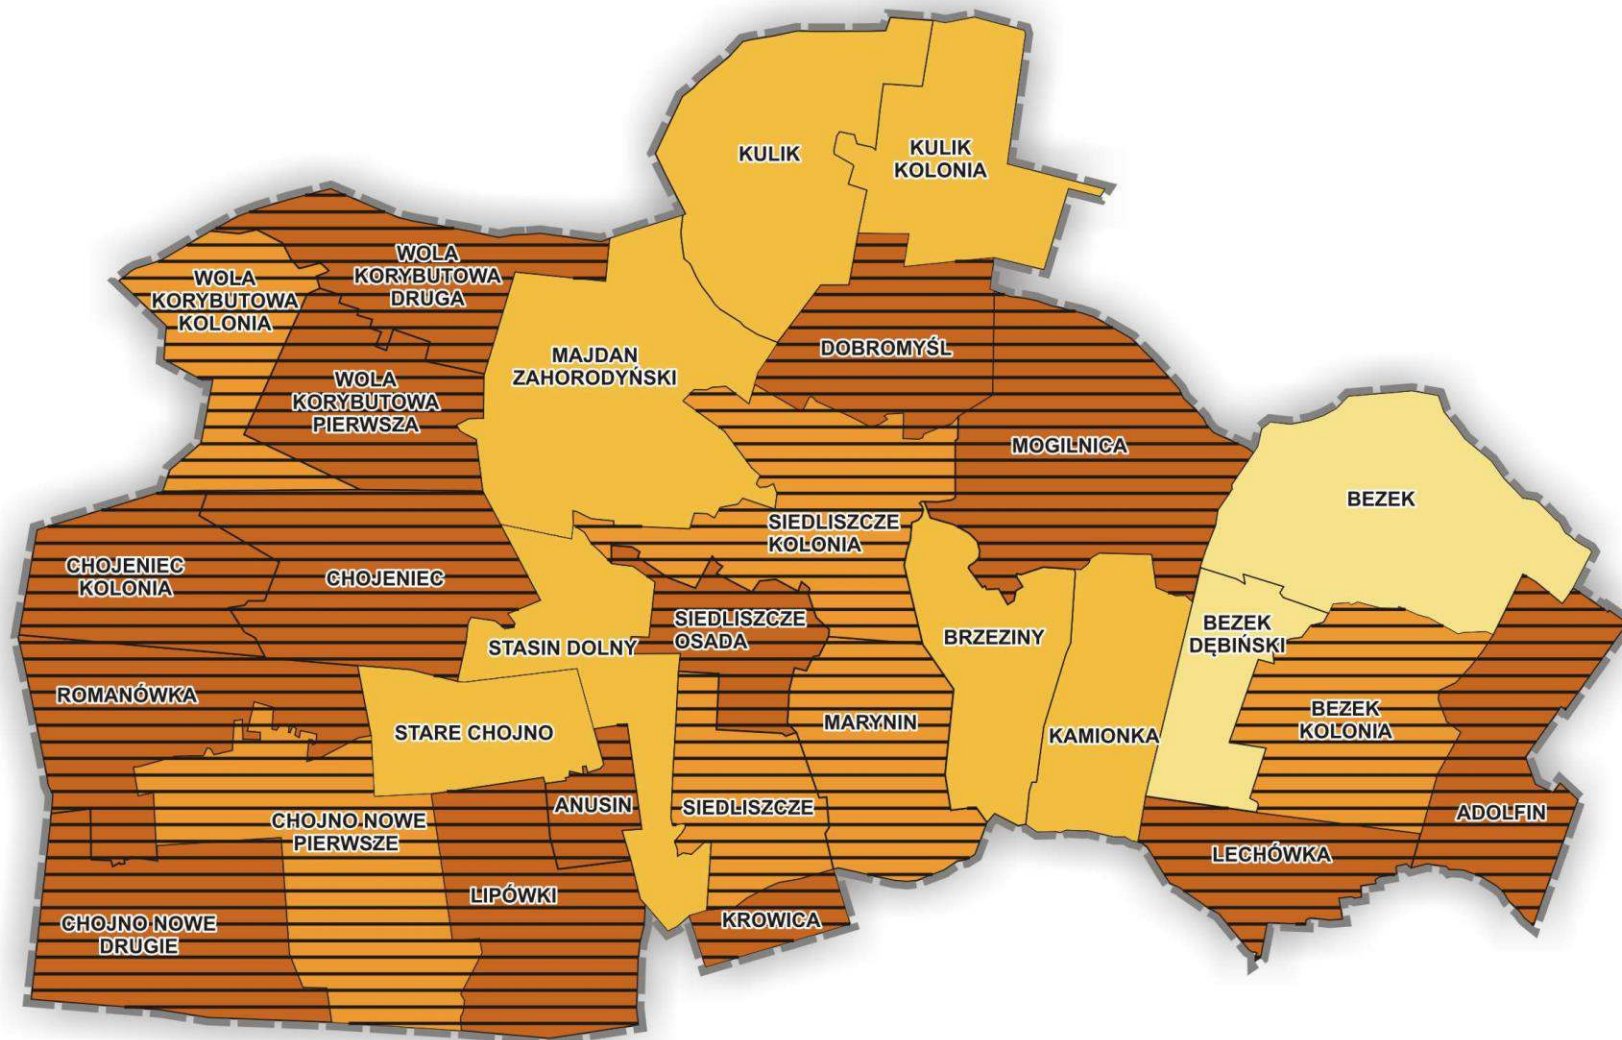 KULIK
KULIK
KOLONIA
WOLA
KORYBUTOWA
DRUGA
WOLA
KORYBUTOWA
KOLONIA
MAJDAN
ZAHORODYŃSKI
DOBROMYŚL
WOLA
KORYBUTOWA
PIERWSZA
MOGILNICA
BEZEK
SIEDLISZCZE
KOLONIA
CHOJENIEC
KOLONIA
CHOJENIEC
SIEDLISZCZE
OSADA
STASIN DOLNY
BRZEZINY
BEZEK
DĘBIŃSKI
ROMANÓWKA
STARE CHOJNO
MARYNIN
KAMIONKA
BEZEK
KOLONIA
ANUSIN
SIEDLISZCZE
ADOLFIN
CHOJNO NOWE
PIERWSZE
LECHÓWKA
LIPÓWKI
KROWICA
CHOJNO NOWE
DRUGIE